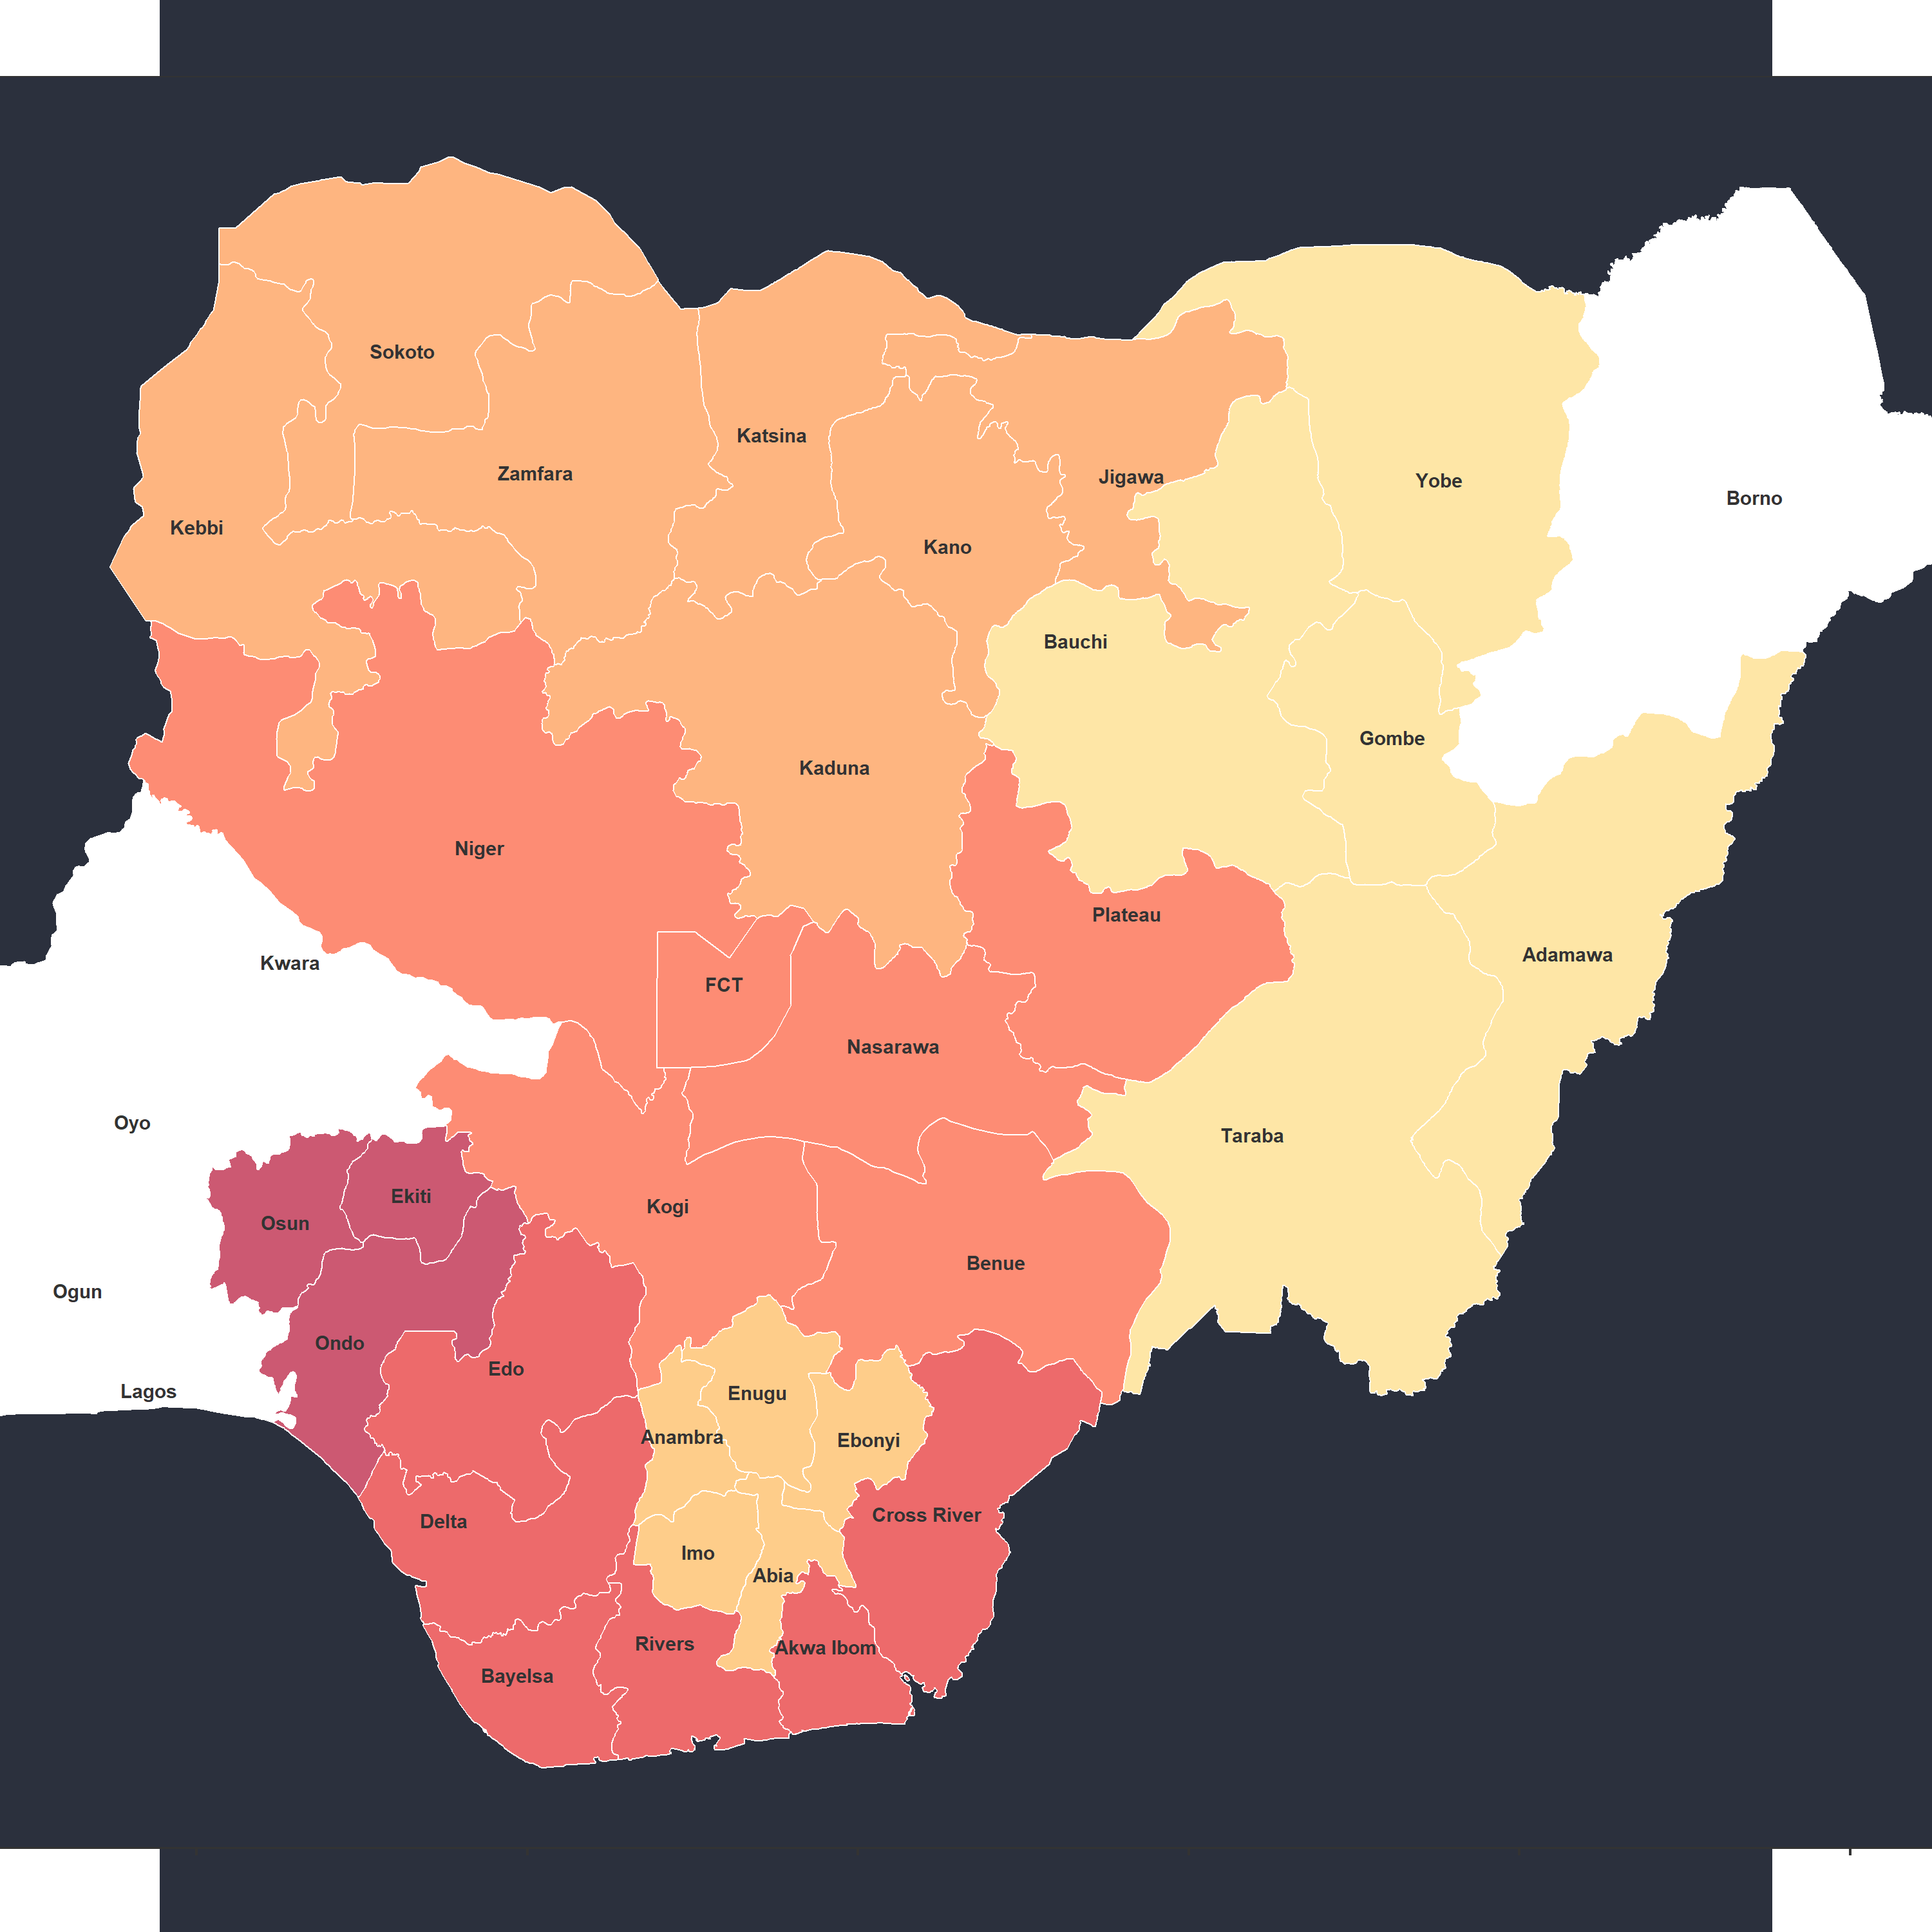 Sokoto
Katsina
Zamfara
Jigawa
Yobe
Borno
Kebbi
Kano
Bauchi
Gombe
Kaduna
Niger
Plateau
Adamawa
Kwara
FCT
Nasarawa
Oyo
Taraba
Ekiti
Kogi
Osun
Benue
Ogun
Ondo
Edo
Lagos
Enugu
Anambra
Ebonyi
Cross River
Delta
Imo
Abia
Rivers
Akwa Ibom
Bayelsa